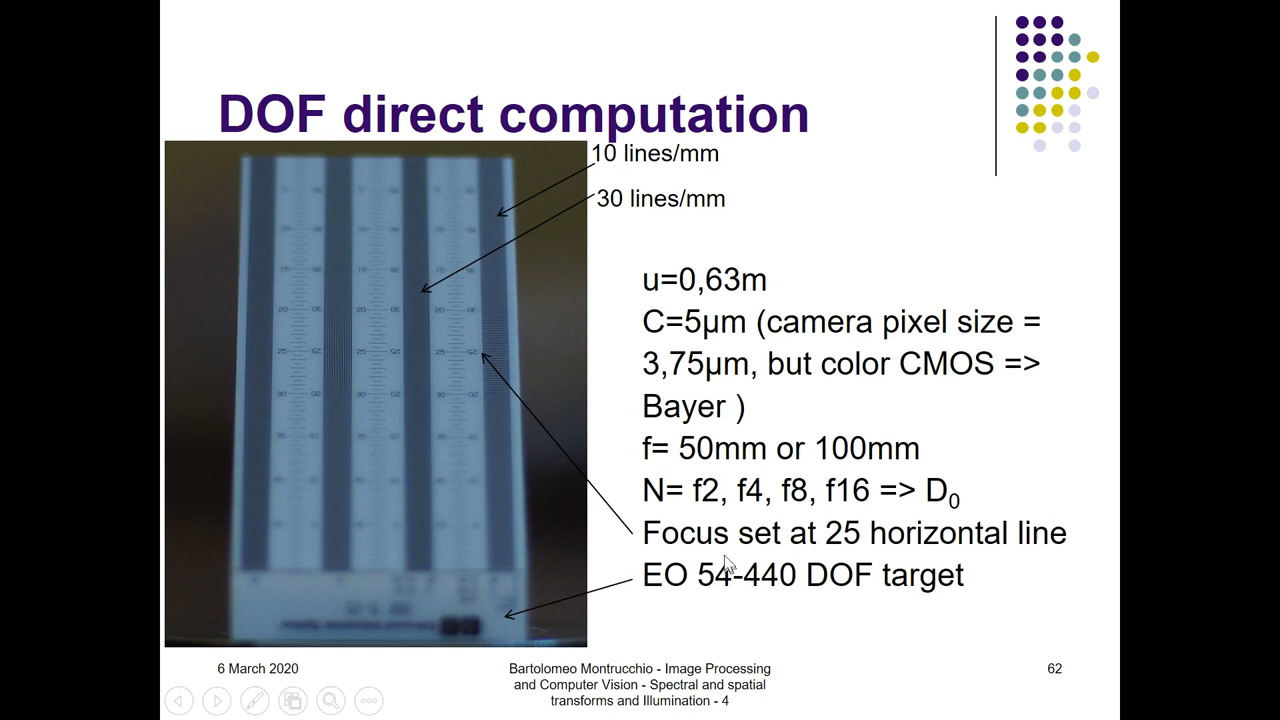 DOF direct computation
10 lines/mm
30 lines/mm
u=0,63m
C=5µm (camera pixel size =
3,75µm, but color CMOS =>
Bayer )
f= 50mm or 100mm
N= f2, f4, f8, f16 => D₀
Focus set at 25 horizontal line
EO 54-440 DOF target
6 March 2020
Bartolomeo Montrucchio - Image Processing
and Computer Vision - Spectral and spatial
transforms and Illumination - 4
62